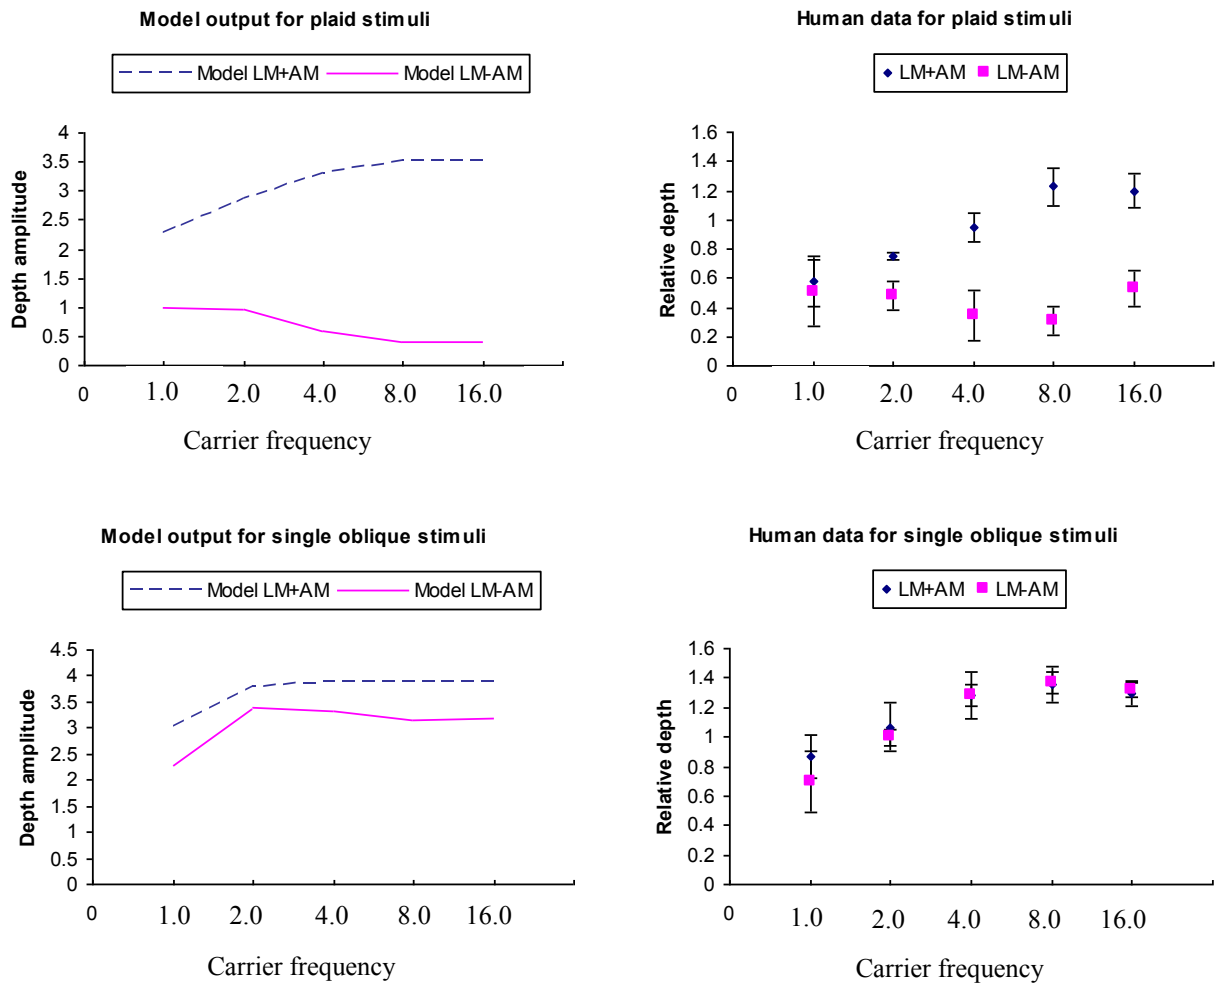 Model output for plaid stimuli
Model LM+AM Model LM-AM
Depth amplitude
4
3.5
3
2.5
2
1.5
1
0.5
0
0 1.0 2.0 4.0 8.0 16.0
Carrier frequency
Human data for plaid stimuli
LM+AM LM-AM
Relative depth
1.6
1.4
1.2
1
0.8
0.6
0.4
0.2
0
0 1.0 2.0 4.0 8.0 16.0
Carrier frequency
Model output for single oblique stimuli
Model LM+AM Model LM-AM
Depth amplitude
4.5
4
3.5
3
2.5
2
1.5
1
0.5
0
0 1.0 2.0 4.0 8.0 16.0
Carrier frequency
Human data for single oblique stimuli
LM+AM LM-AM
Relative depth
1.6
1.4
1.2
1
0.8
0.6
0.4
0.2
0
0 1.0 2.0 4.0 8.0 16.0
Carrier frequency